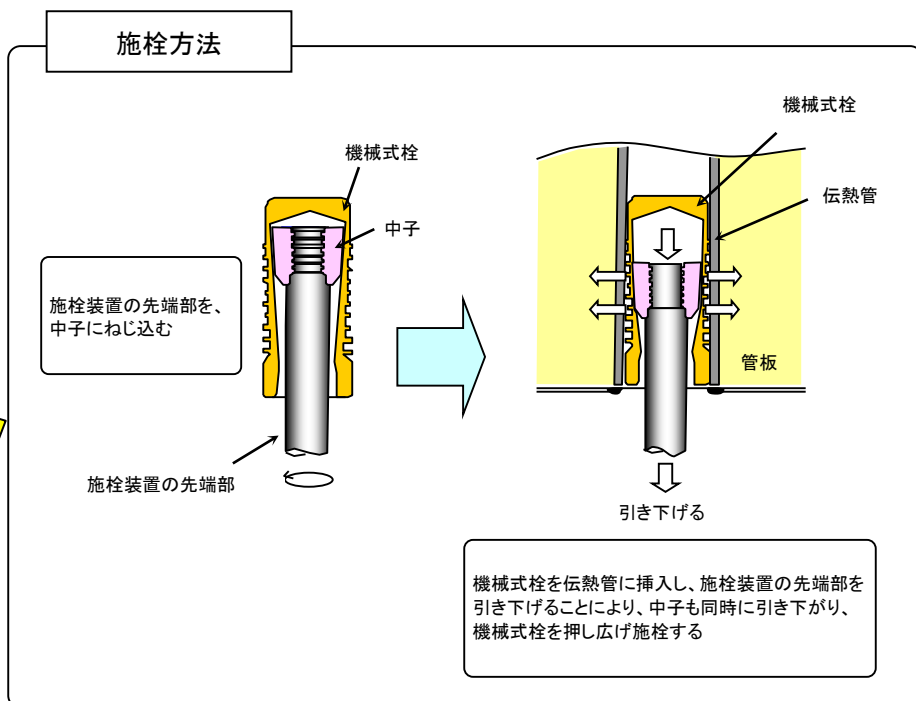 施栓方法
機械式栓
中子
施栓装置の先端部を、
中子にねじ込む
施栓装置の先端部
機械式栓
伝熱管
管板
引き下げる
機械式栓を伝熱管に挿入し、施栓装置の先端部を
引き下げることにより、中子も同時に引き下がり、
機械式栓を押し広げ施栓する